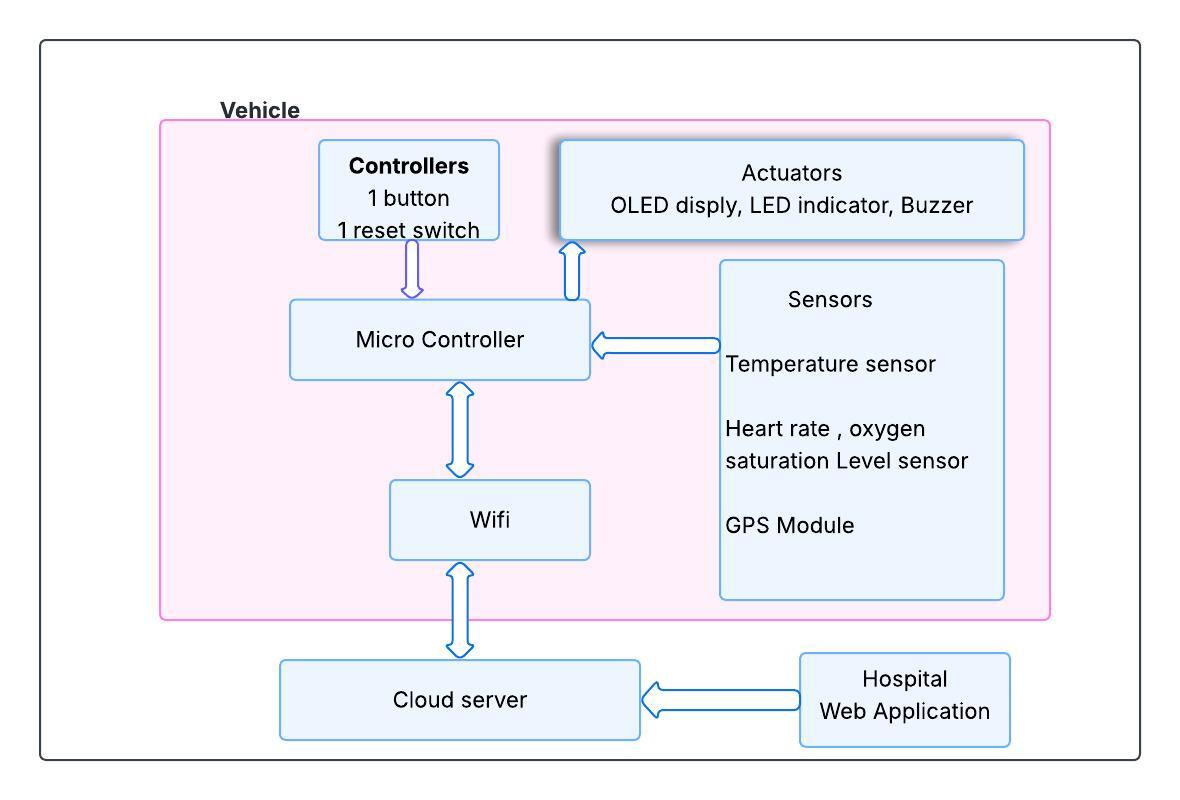 Vehicle
Controllers
1 button
1 reset switch
Actuators
OLED disply, LED indicator, Buzzer
Micro Controller
Sensors
Temperature sensor
Heart rate , oxygen
saturation Level sensor
GPS Module
Wifi
Cloud server
Hospital
Web Application